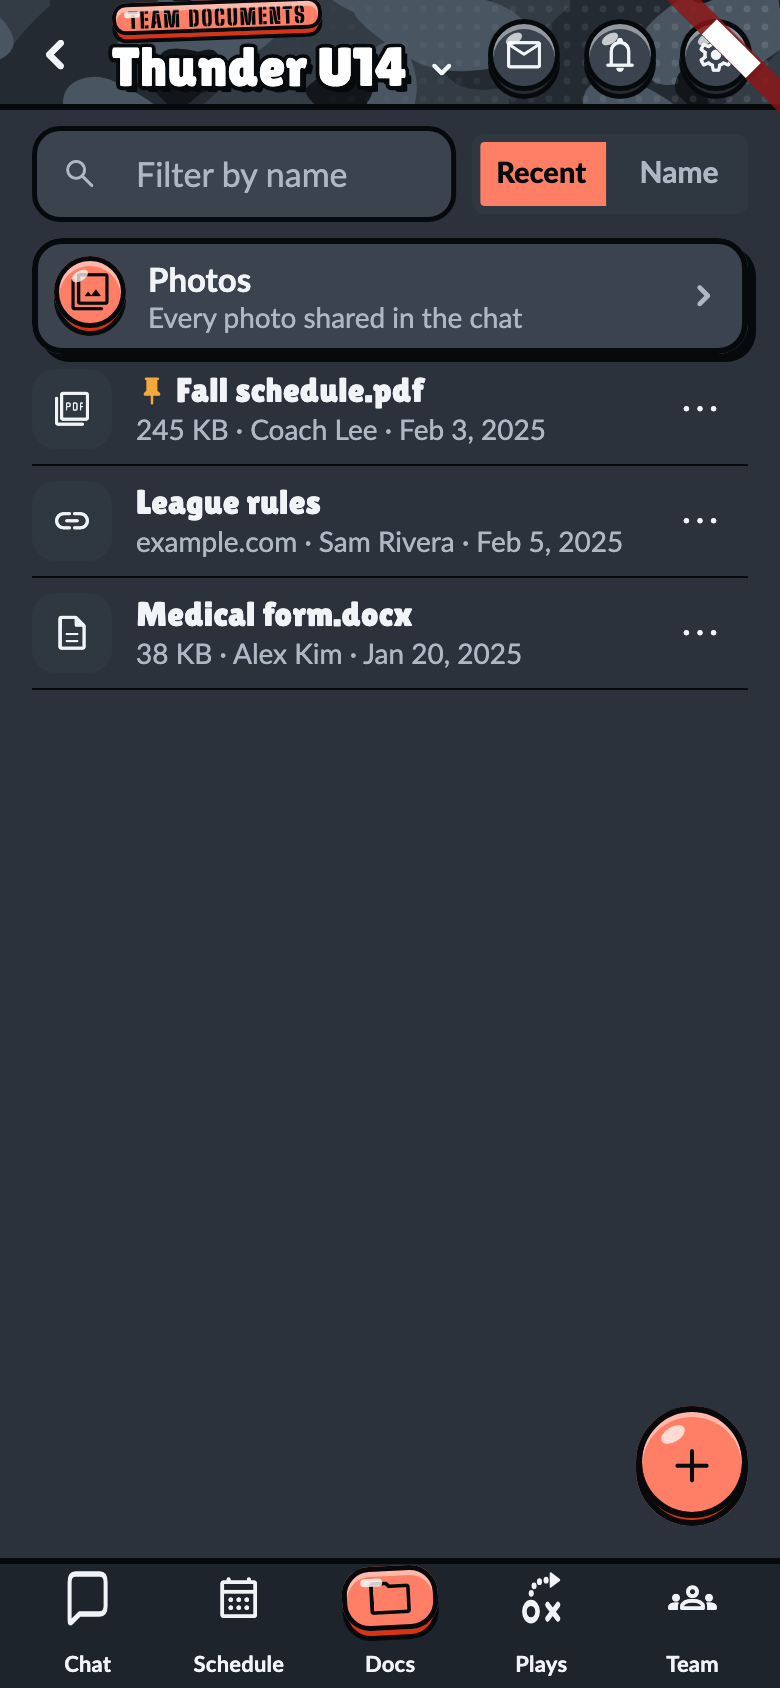 TEAM DOCUMENTS
Thunder U14
Filter by name
Recent
Name
Photos
Every photo shared in the chat
PDF
Fall schedule.pdf
245 KB · Coach Lee · Feb 3, 2025
League rules
example.com · Sam Rivera · Feb 5, 2025
Medical form.docx
38 KB · Alex Kim · Jan 20, 2025
Chat
Schedule
Docs
Plays
Team